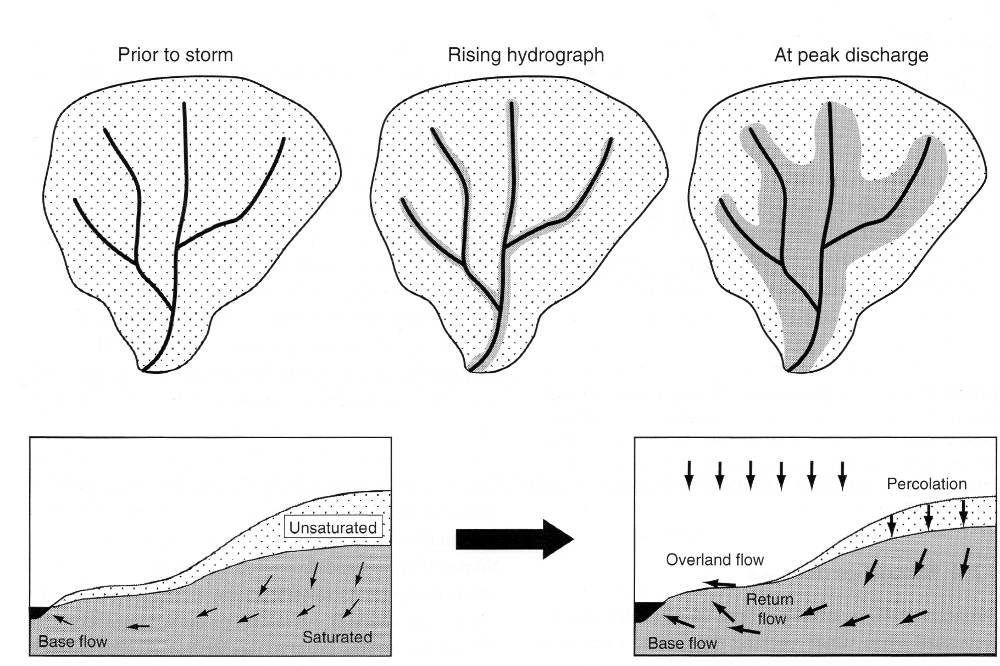 Prior to storm
Rising hydrograph
At peak discharge
Unsaturated
Saturated
Base flow
Percolation
Overland flow
Return
flow
Base flow